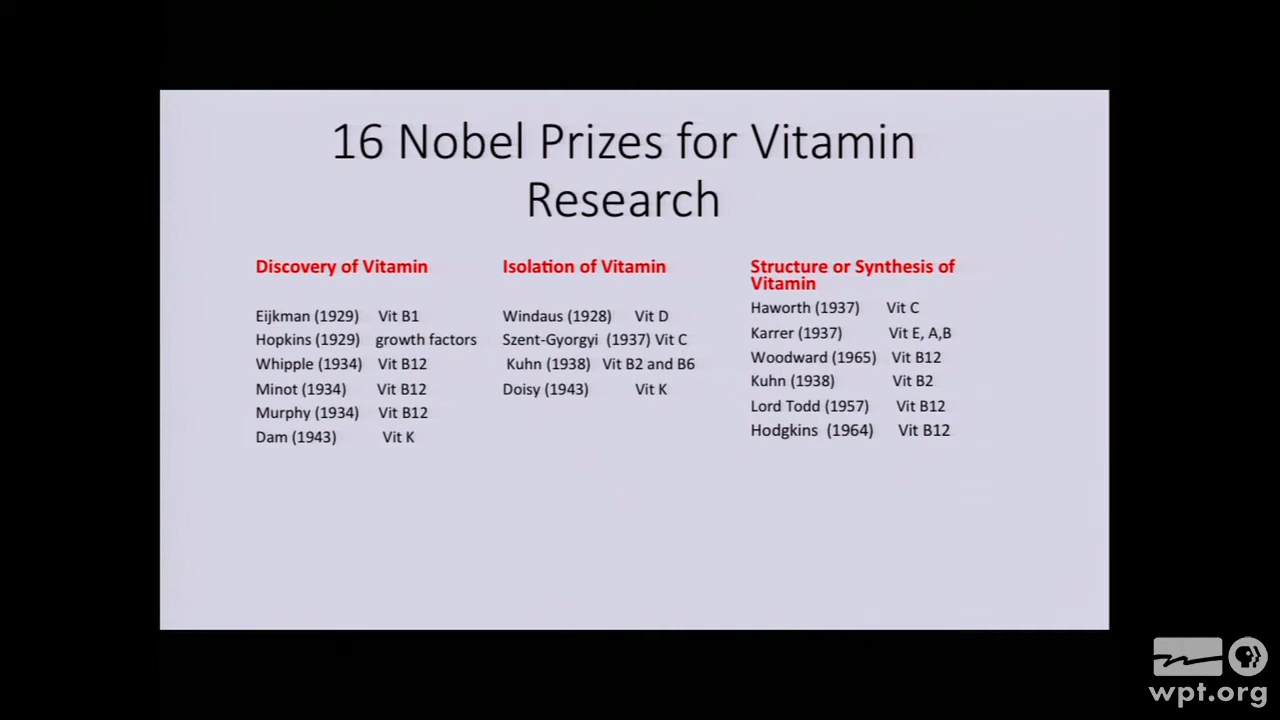 16 Nobel Prizes for Vitamin
Research
Discovery of Vitamin
Eijkman (1929) Vit B1
Hopkins (1929) growth factors
Whipple (1934) Vit B12
Minot (1934) Vit B12
Murphy (1934) Vit B12
Dam (1943) Vit K
Isolation of Vitamin
Windaus (1928) Vit D
Szent-Gyorgyi (1937) Vit C
Kuhn (1938) Vit B2 and B6
Doisy (1943) Vit K
Structure or Synthesis of
Vitamin
Haworth (1937) Vit C
Karrer (1937) Vit E, A,B
Woodward (1965) Vit B12
Kuhn (1938) Vit B2
Lord Todd (1957) Vit B12
Hodgkins (1964) Vit B12
wpt.org